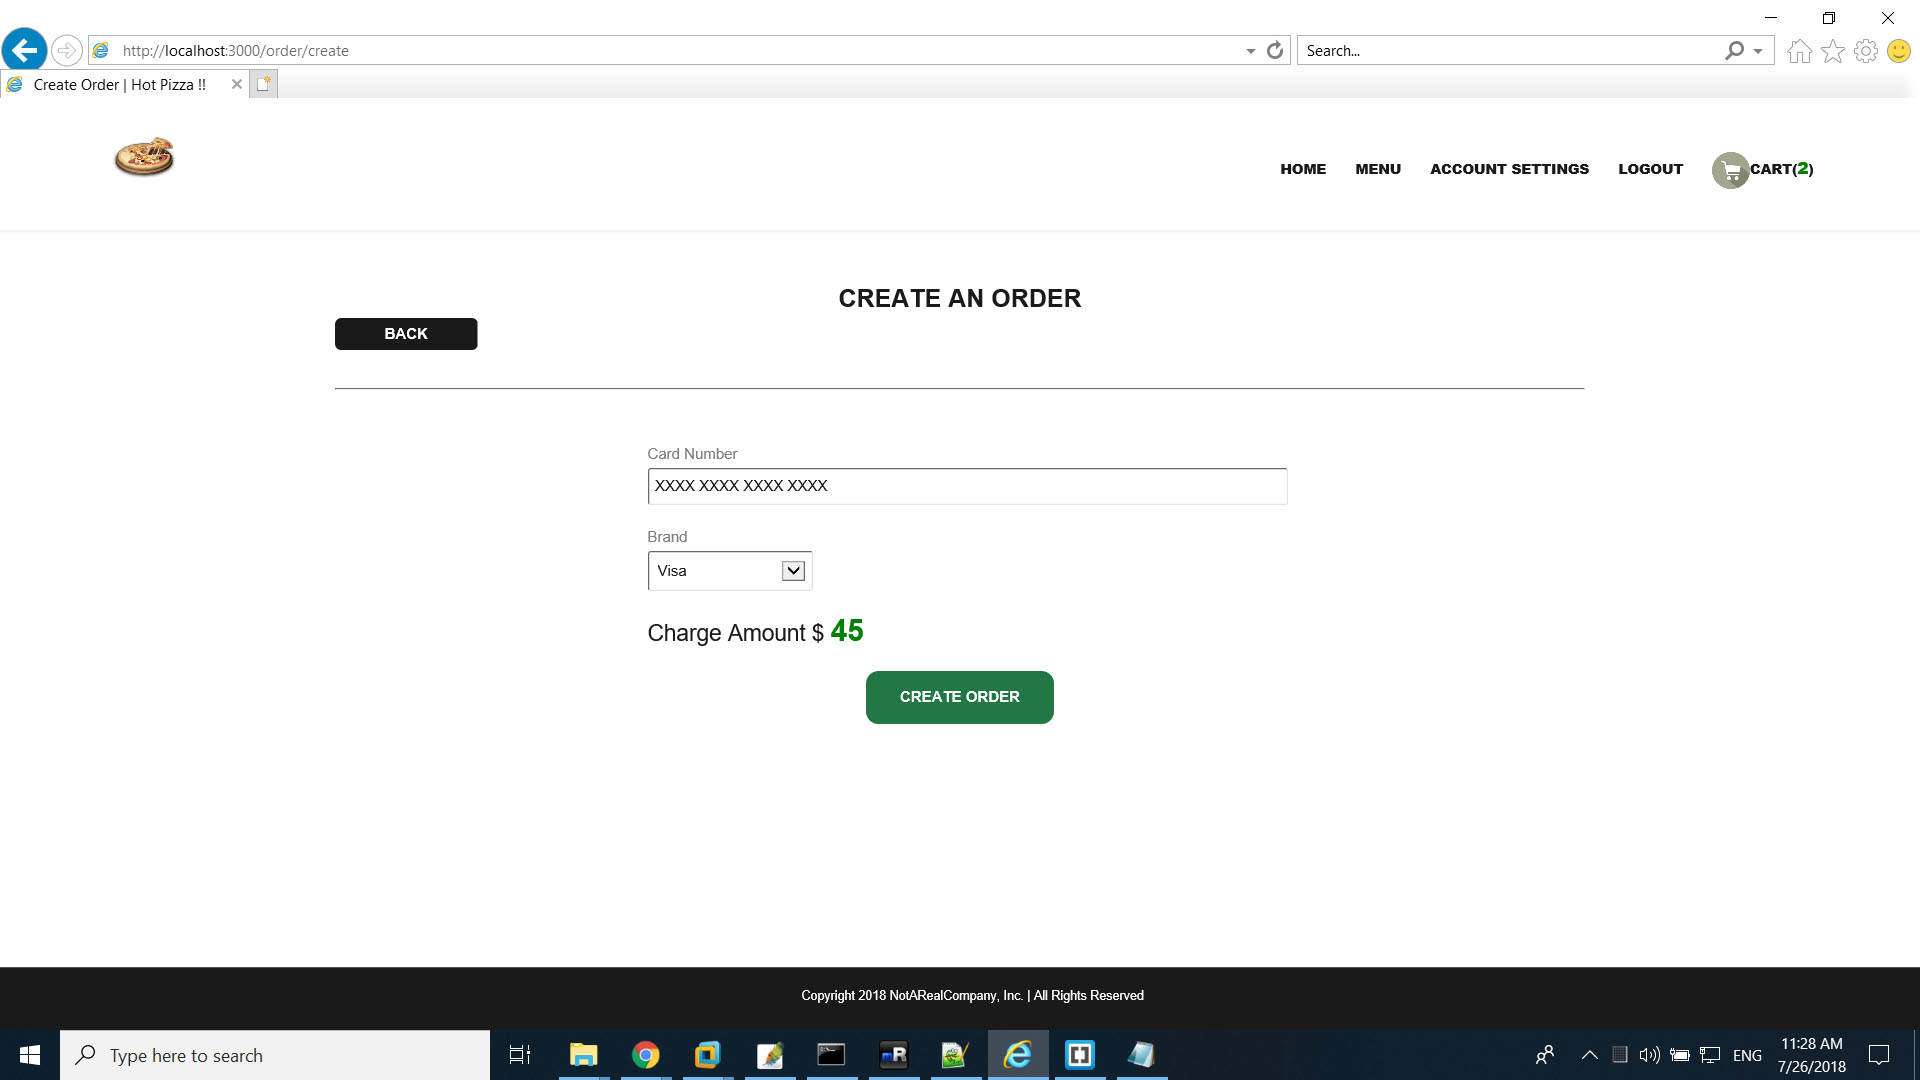 http://localhost:3000/order/create
Search...
Create Order | Hot Pizza !!
HOME MENU ACCOUNT SETTINGS LOGOUT CART(2)
CREATE AN ORDER
BACK
Card Number
XXXX XXXX XXXX XXXX
Brand
Visa
Charge Amount $ 45
CREATE ORDER
Copyright 2018 NotARealCompany, Inc. | All Rights Reserved
Type here to search
mR
ENG
11:28 AM
7/26/2018